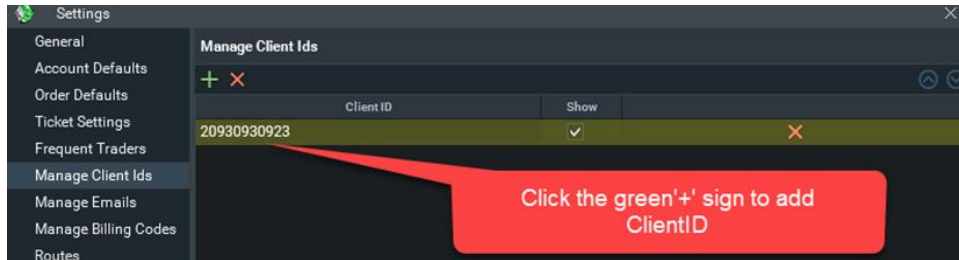 Settings
General
Account Defaults
Order Defaults
Ticket Settings
Frequent Traders
Manage Client Ids
Manage Emails
Manage Billing Codes
Routes
Manage Client Ids
Client ID Show
20930930923
Click the green'+' sign to add
ClientID